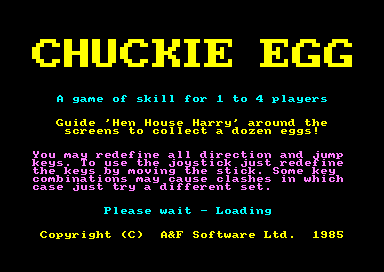 CHUCKIE EGG
A game of skill for 1 to 4 players
Guide 'Hen House Harry' around the
screens to collect a dozen eggs!
You may redefine all direction and jump
keys. To use the joystick just redefine
the keys by moving the stick. Some key
combinations may cause clashes in which
case just try a different set.
Please wait - Loading
Copyright (C)  A&F Software Ltd.  1985